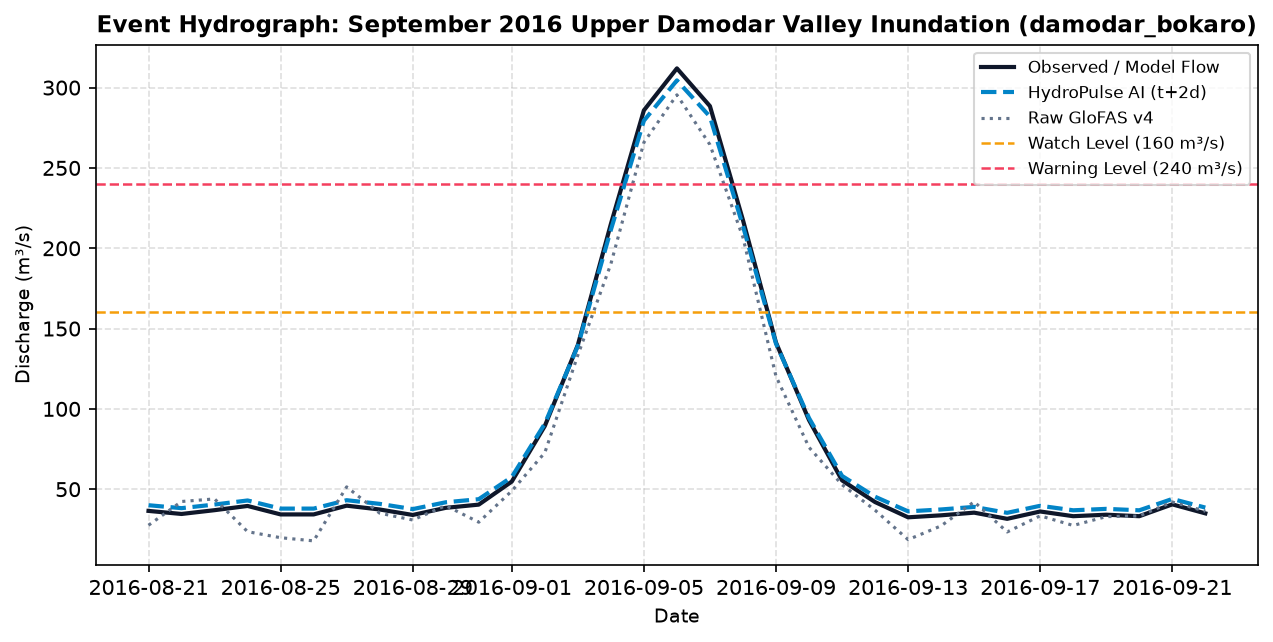 Event Hydrograph: September 2016 Upper Damodar Valley Inundation (damodar_bokaro)
Observed / Model Flow
HydroPulse AI (t+2d)
Raw GloFAS v4
Watch Level (160 m³/s)
Warning Level (240 m³/s)
Discharge (m³/s)
300
250
200
150
100
50
2016-08-21 2016-08-25 2016-08-29 2016-09-01 2016-09-05 2016-09-09 2016-09-13 2016-09-17 2016-09-21
Date